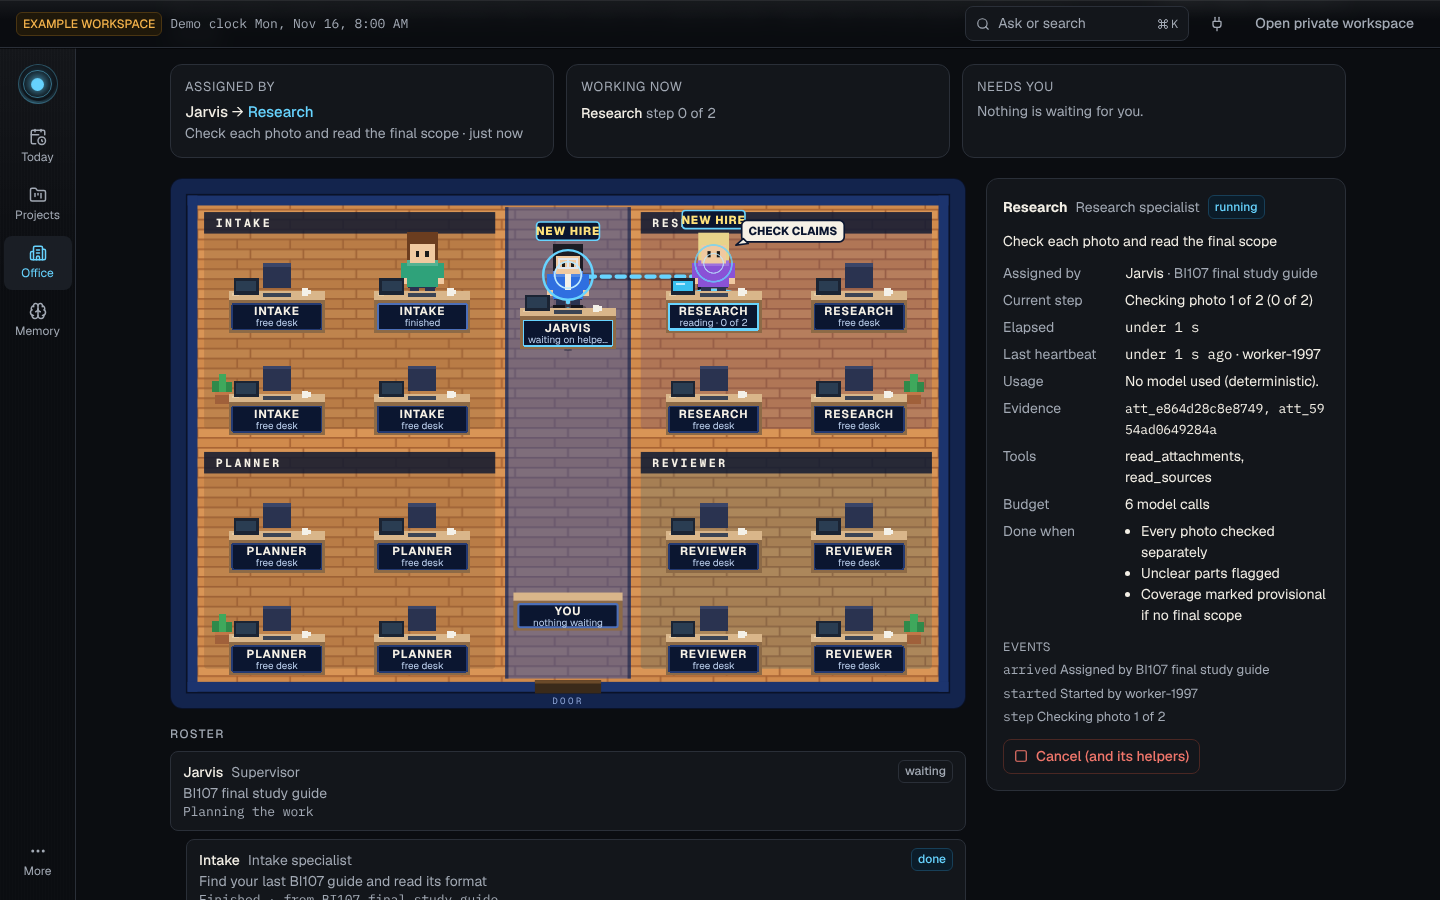 EXAMPLE WORKSPACE Demo clock Mon, Nov 16, 8:00 AM
Ask or search ⌘K
Open private workspace
Today
Projects
Office
Memory
More
ASSIGNED BY
Jarvis → Research
Check each photo and read the final scope · just now
WORKING NOW
Research step 0 of 2
NEEDS YOU
Nothing is waiting for you.
INTAKE
NEW HIRE
RES
NEW HIRE
CHECK CLAIMS
INTAKE
free desk
INTAKE
finished
JARVIS
waiting on helpe…
RESEARCH
reading · 0 of 2
RESEARCH
free desk
INTAKE
free desk
INTAKE
free desk
RESEARCH
free desk
RESEARCH
free desk
PLANNER
REVIEWER
PLANNER
free desk
PLANNER
free desk
REVIEWER
free desk
REVIEWER
free desk
YOU
nothing waiting
PLANNER
free desk
PLANNER
free desk
REVIEWER
free desk
REVIEWER
free desk
DOOR
ROSTER
Jarvis Supervisor
waiting
BI107 final study guide
Planning the work
Intake Intake specialist
done
Find your last BI107 guide and read its format
Finished · from BI107 final study guide
Research Research specialist running
Check each photo and read the final scope
Assigned by Jarvis · BI107 final study guide
Current step Checking photo 1 of 2 (0 of 2)
Elapsed under 1 s
Last heartbeat under 1 s ago · worker-1997
Usage No model used (deterministic).
Evidence att_e864d28c8e8749, att_59
54ad0649284a
Tools read_attachments,
read_sources
Budget 6 model calls
Done when • Every photo checked
separately
• Unclear parts flagged
• Coverage marked provisional
if no final scope
EVENTS
arrived Assigned by BI107 final study guide
started Started by worker-1997
step Checking photo 1 of 2
Cancel (and its helpers)